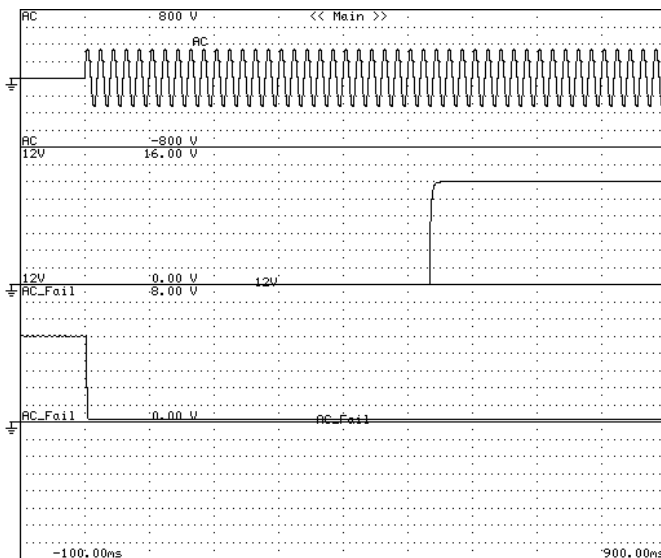 AC 800 V << Main >>
AC
AC -800 V
12V 16.00 V
12V 0.00 V 12V
AC_Fail 8.00 V
AC_Fail 0.00 V AC_Fail
-100.00ms 900.00ms